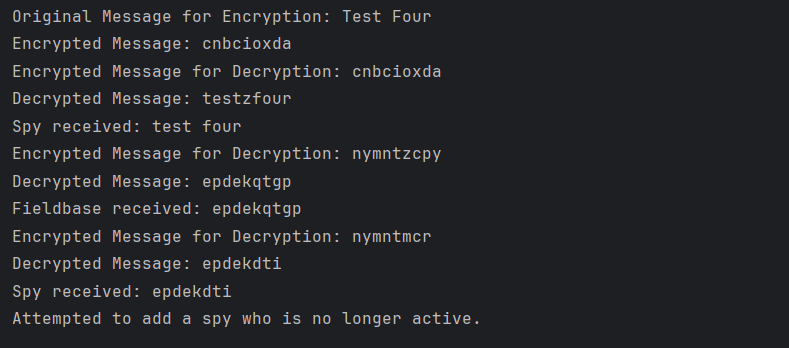 Original Message for Encryption: Test Four
Encrypted Message: cnbcioxda
Encrypted Message for Decryption: cnbcioxda
Decrypted Message: testzfour
Spy received: test four
Encrypted Message for Decryption: nymntzcpy
Decrypted Message: epdekqtgp
Fieldbase received: epdekqtgp
Encrypted Message for Decryption: nymntmcr
Decrypted Message: epdekdti
Spy received: epdekdti
Attempted to add a spy who is no longer active.